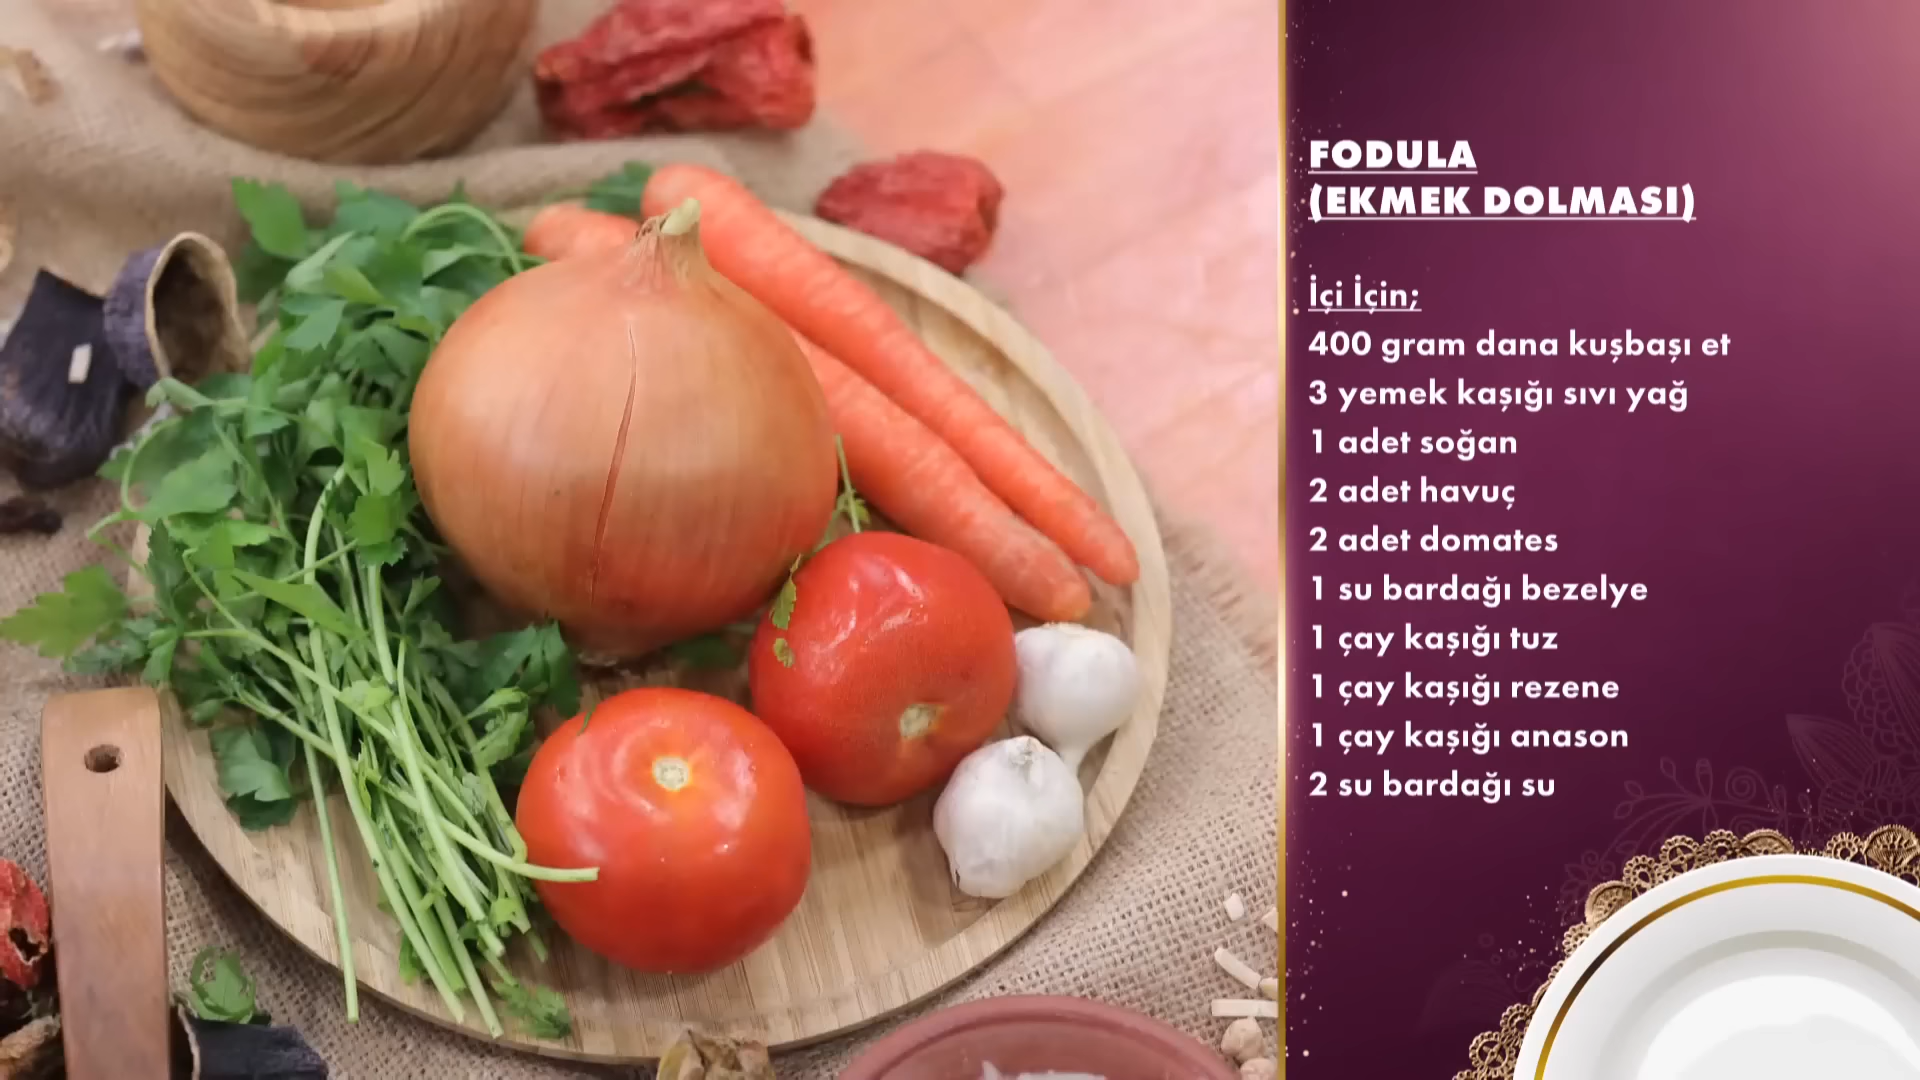 FODULA
(EKMEK DOLMASI)
İçi İçin;
400 gram dana kuşbaşı et
3 yemek kaşığı sıvı yağ
1 adet soğan
2 adet havuç
2 adet domates
1 su bardağı bezelye
1 çay kaşığı tuz
1 çay kaşığı rezene
1 çay kaşığı anason
2 su bardağı su